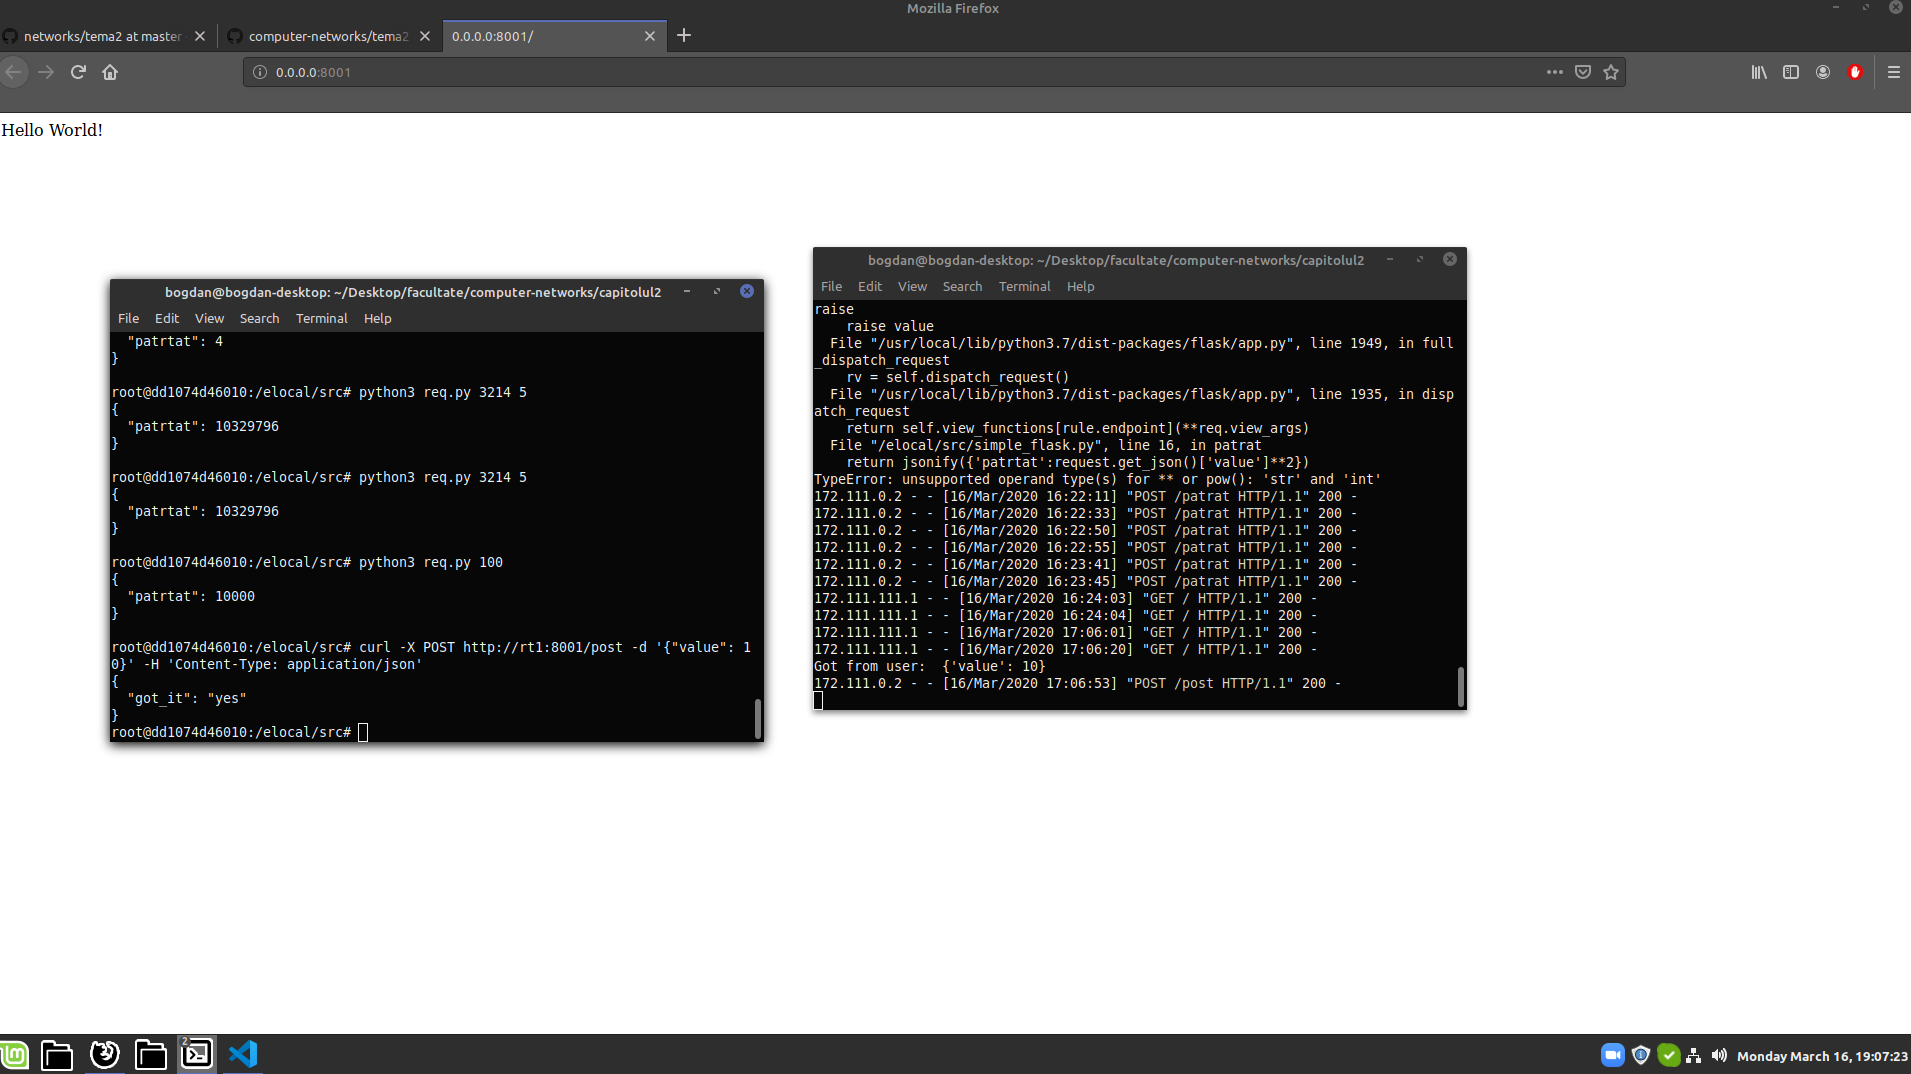 Mozilla Firefox
networks/tema2 at master
computer-networks/tema2
0.0.0.0:8001/
0.0.0.0:8001
Hello World!
bogdan@bogdan-desktop: ~/Desktop/facultate/computer-networks/capitolul2
File Edit View Search Terminal Help
"patrtat": 4
}
root@dd1074d46010:/elocal/src# python3 req.py 3214 5
{
"patrtat": 10329796
}
root@dd1074d46010:/elocal/src# python3 req.py 3214 5
{
"patrtat": 10329796
}
root@dd1074d46010:/elocal/src# python3 req.py 100
{
"patrtat": 10000
}
root@dd1074d46010:/elocal/src# curl -X POST http://rt1:8001/post -d '{"value": 1
0}' -H 'Content-Type: application/json'
{
"got_it": "yes"
}
root@dd1074d46010:/elocal/src#
bogdan@bogdan-desktop: ~/Desktop/facultate/computer-networks/capitolul2
File Edit View Search Terminal Help
raise
raise value
File "/usr/local/lib/python3.7/dist-packages/flask/app.py", line 1949, in full
_dispatch_request
rv = self.dispatch_request()
File "/usr/local/lib/python3.7/dist-packages/flask/app.py", line 1935, in disp
atch_request
return self.view_functions[rule.endpoint](**req.view_args)
File "/elocal/src/simple_flask.py", line 16, in patrat
return jsonify({'patrtat':request.get_json()['value']**2})
TypeError: unsupported operand type(s) for ** or pow(): 'str' and 'int'
172.111.0.2 - - [16/Mar/2020 16:22:11] "POST /patrat HTTP/1.1" 200 -
172.111.0.2 - - [16/Mar/2020 16:22:33] "POST /patrat HTTP/1.1" 200 -
172.111.0.2 - - [16/Mar/2020 16:22:50] "POST /patrat HTTP/1.1" 200 -
172.111.0.2 - - [16/Mar/2020 16:22:55] "POST /patrat HTTP/1.1" 200 -
172.111.0.2 - - [16/Mar/2020 16:23:41] "POST /patrat HTTP/1.1" 200 -
172.111.0.2 - - [16/Mar/2020 16:23:45] "POST /patrat HTTP/1.1" 200 -
172.111.111.1 - - [16/Mar/2020 16:24:03] "GET / HTTP/1.1" 200 -
172.111.111.1 - - [16/Mar/2020 16:24:04] "GET / HTTP/1.1" 200 -
172.111.111.1 - - [16/Mar/2020 17:06:01] "GET / HTTP/1.1" 200 -
172.111.111.1 - - [16/Mar/2020 17:06:20] "GET / HTTP/1.1" 200 -
Got from user:  {'value': 10}
172.111.0.2 - - [16/Mar/2020 17:06:53] "POST /post HTTP/1.1" 200 -
2
Monday March 16, 19:07:23